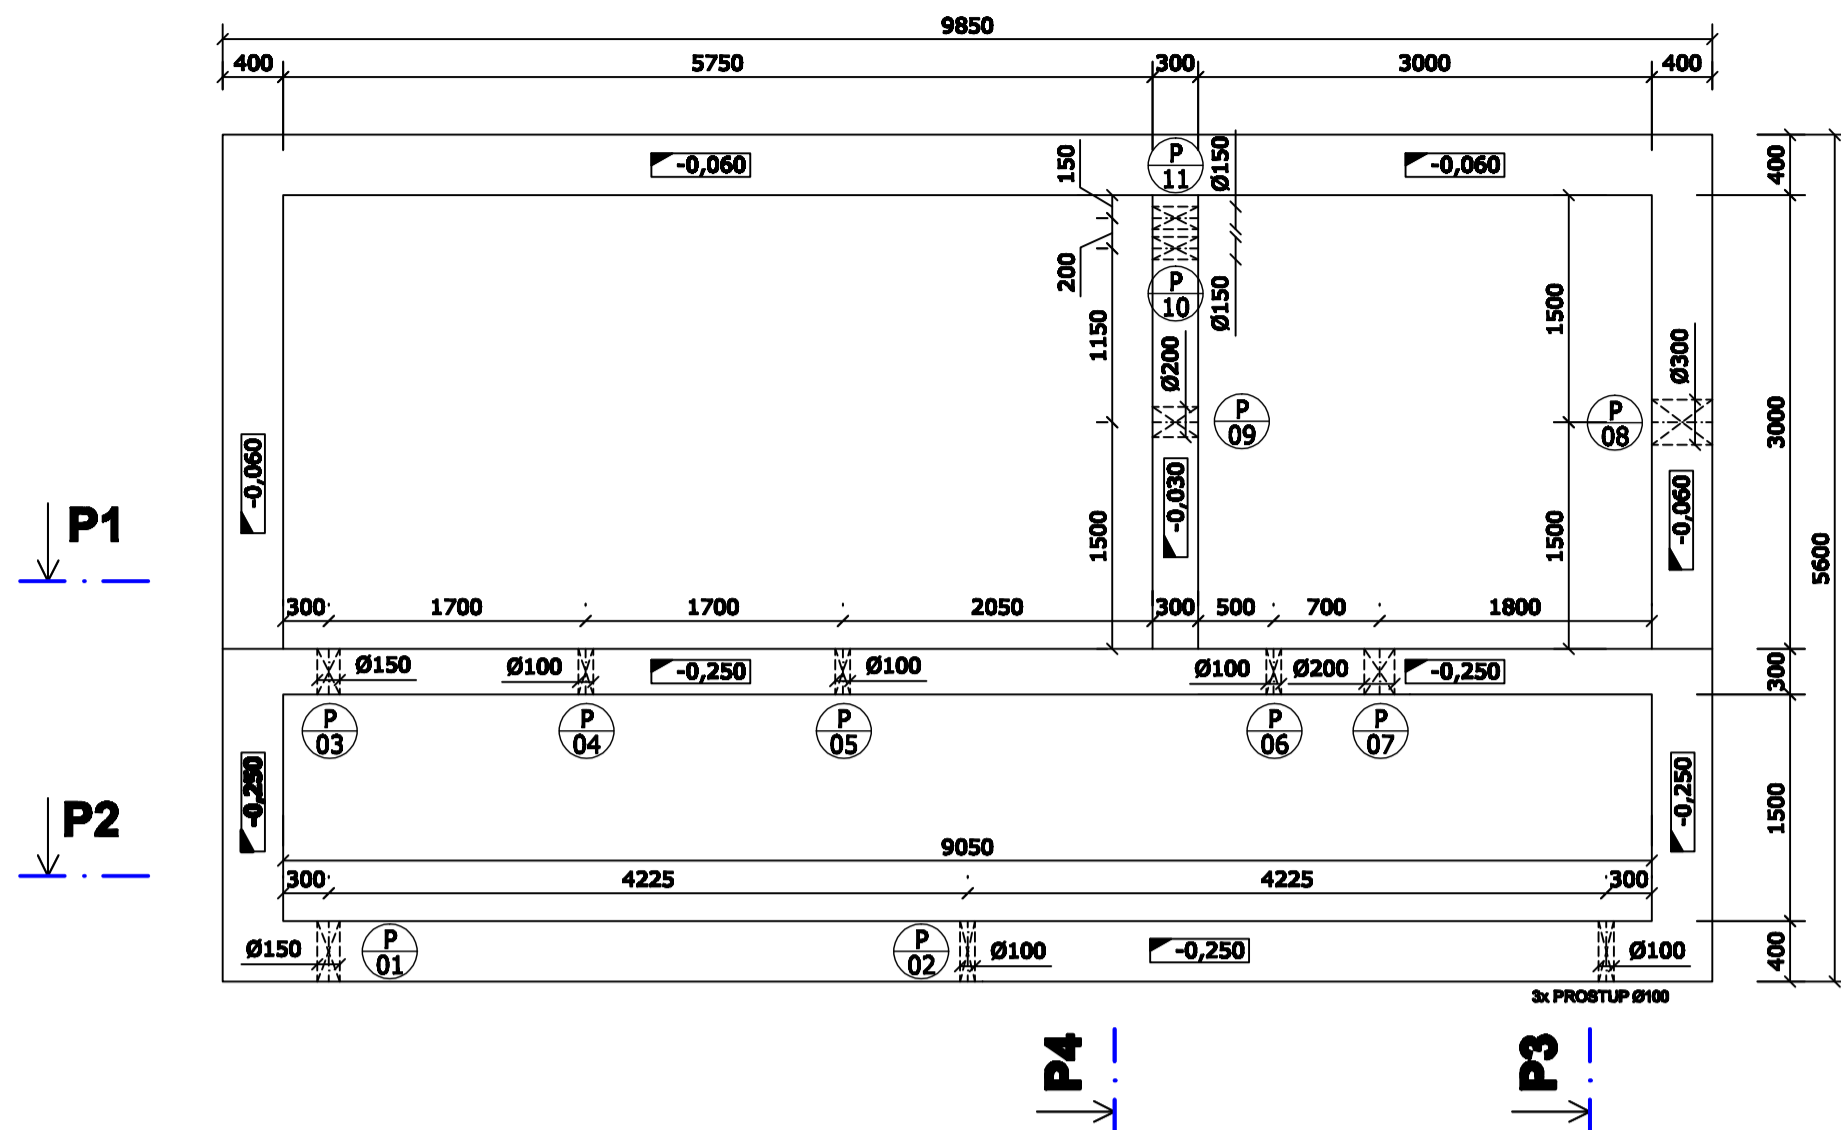 9850
400 5750 300 3000 400
-0,060
P
11
-0,060
150
Ø150
400
200
P
10
Ø150
1150
1500
Ø200
Ø300
P
09
P
08
3000
-0,060
-0,030
-0,060
P1
1500
1500
5600
300 1700 1700 2050 300 500 700 1800
Ø150 Ø100 -0,250 Ø100 Ø100 Ø200 -0,250
300
P
03
P
04
P
05
P
06
P
07
-0,250
-0,250
1500
P2
9050
300 4225 4225 300
Ø150
P
01
P
02
Ø100
-0,250
Ø100
400
3x PROSTUP Ø100
P4
P3